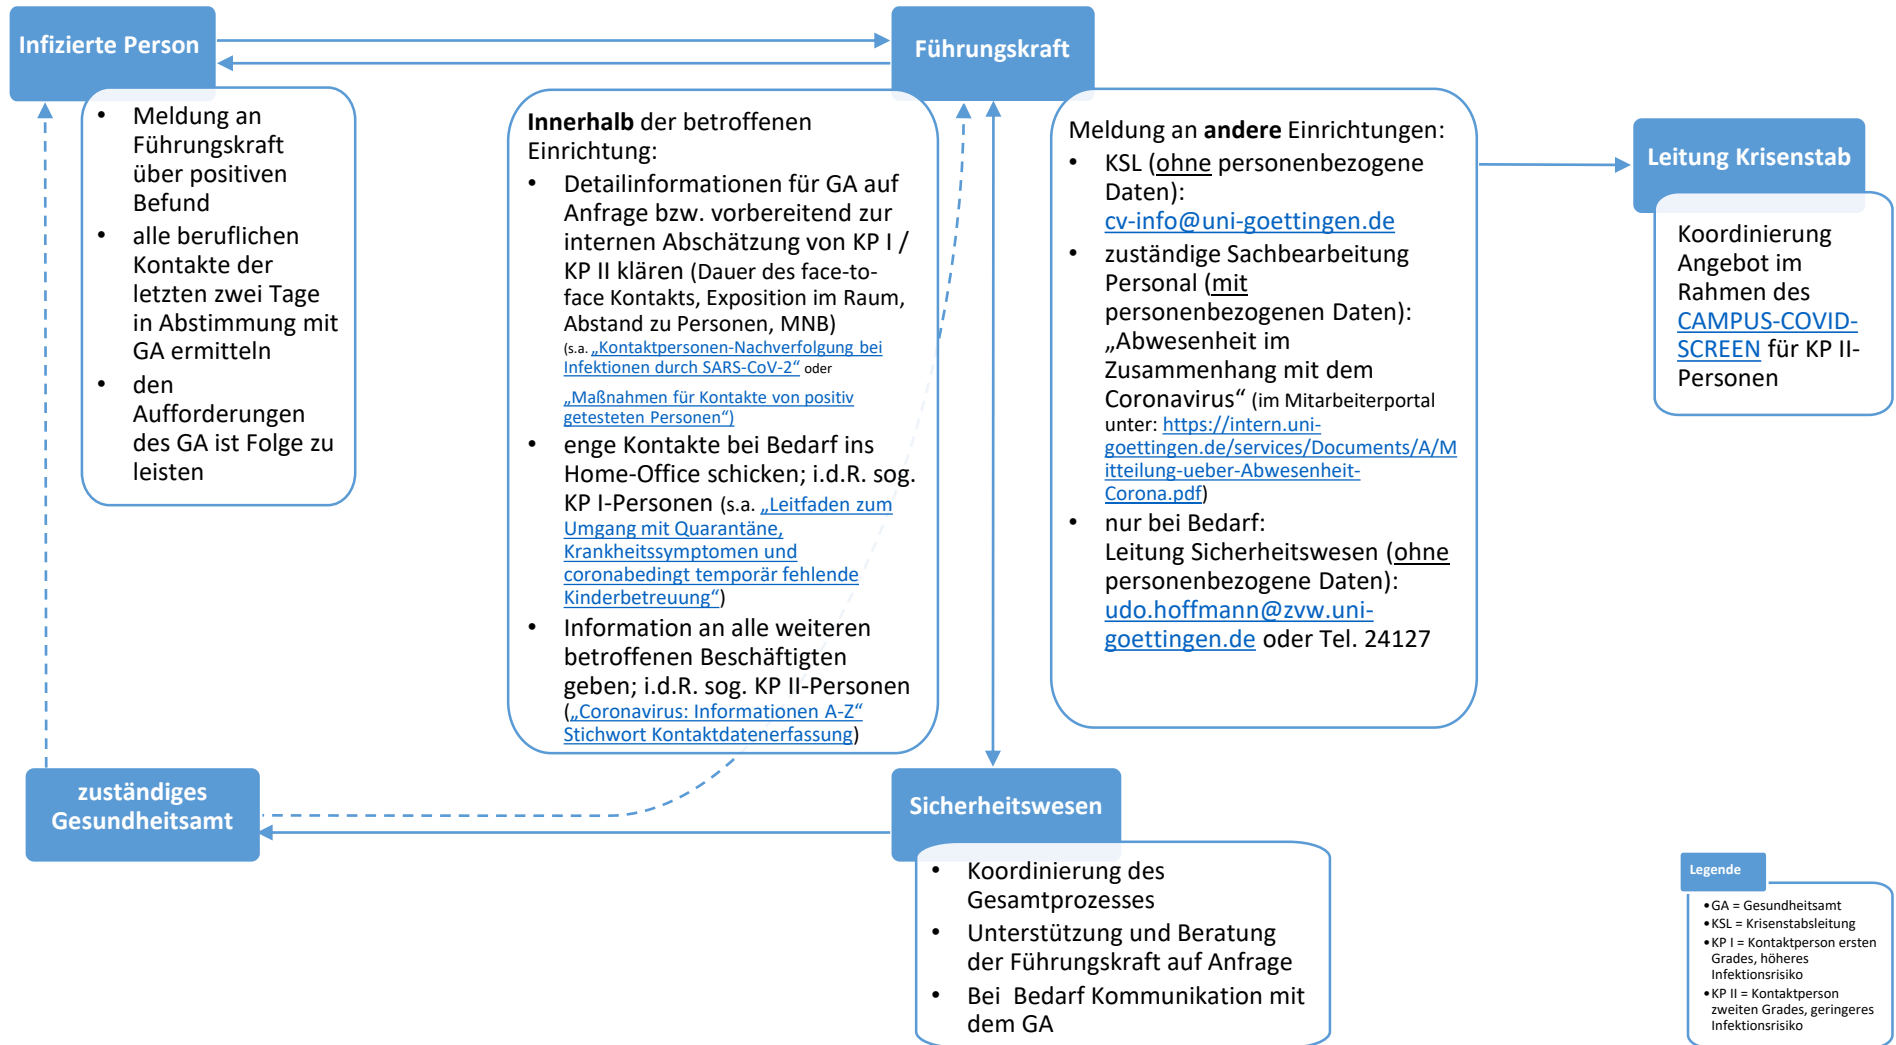 Infizierte Person
• Meldung an
Führungskraft
über positiven
Befund
• alle beruflichen
Kontakte der
letzten zwei Tage
in Abstimmung mit
GA ermitteln
• den
Aufforderungen
des GA ist Folge zu
leisten
Führungskraft
Innerhalb der betroffenen
Einrichtung:
• Detailinformationen für GA auf
Anfrage bzw. vorbereitend zur
internen Abschätzung von KP I /
KP II klären (Dauer des face-to-
face Kontakts, Exposition im Raum,
Abstand zu Personen, MNB)
(s.a. „Kontaktpersonen-Nachverfolgung bei
Infektionen durch SARS-CoV-2“ oder
„Maßnahmen für Kontakte von positiv
getesteten Personen“)
• enge Kontakte bei Bedarf ins
Home-Office schicken; i.d.R. sog.
KP I-Personen (s.a. „Leitfaden zum
Umgang mit Quarantäne,
Krankheitssymptomen und
coronabedingt temporär fehlende
Kinderbetreuung“)
• Information an alle weiteren
betroffenen Beschäftigten
geben; i.d.R. sog. KP II-Personen
(„Coronavirus: Informationen A-Z“
Stichwort Kontaktdatenerfassung)
Meldung an andere Einrichtungen:
• KSL (ohne personenbezogene
Daten):
cv-info@uni-goettingen.de
• zuständige Sachbearbeitung
Personal (mit
personenbezogenen Daten):
„Abwesenheit im
Zusammenhang mit dem
Coronavirus“ (im Mitarbeiterportal
unter: https://intern.uni-
goettingen.de/services/Documents/A/M
itteilung-ueber-Abwesenheit-
Corona.pdf)
• nur bei Bedarf:
Leitung Sicherheitswesen (ohne
personenbezogene Daten):
udo.hoffmann@zvw.uni-
goettingen.de oder Tel. 24127
Leitung Krisenstab
Koordinierung
Angebot im
Rahmen des
CAMPUS-COVID-
SCREEN für KP II-
Personen
zuständiges
Gesundheitsamt
Sicherheitswesen
• Koordinierung des
Gesamtprozesses
• Unterstützung und Beratung
der Führungskraft auf Anfrage
• Bei Bedarf Kommunikation mit
dem GA
Legende
• GA = Gesundheitsamt
• KSL = Krisenstabsleitung
• KP I = Kontaktperson ersten
Grades, höheres
Infektionsrisiko
• KP II = Kontaktperson
zweiten Grades, geringeres
Infektionsrisiko